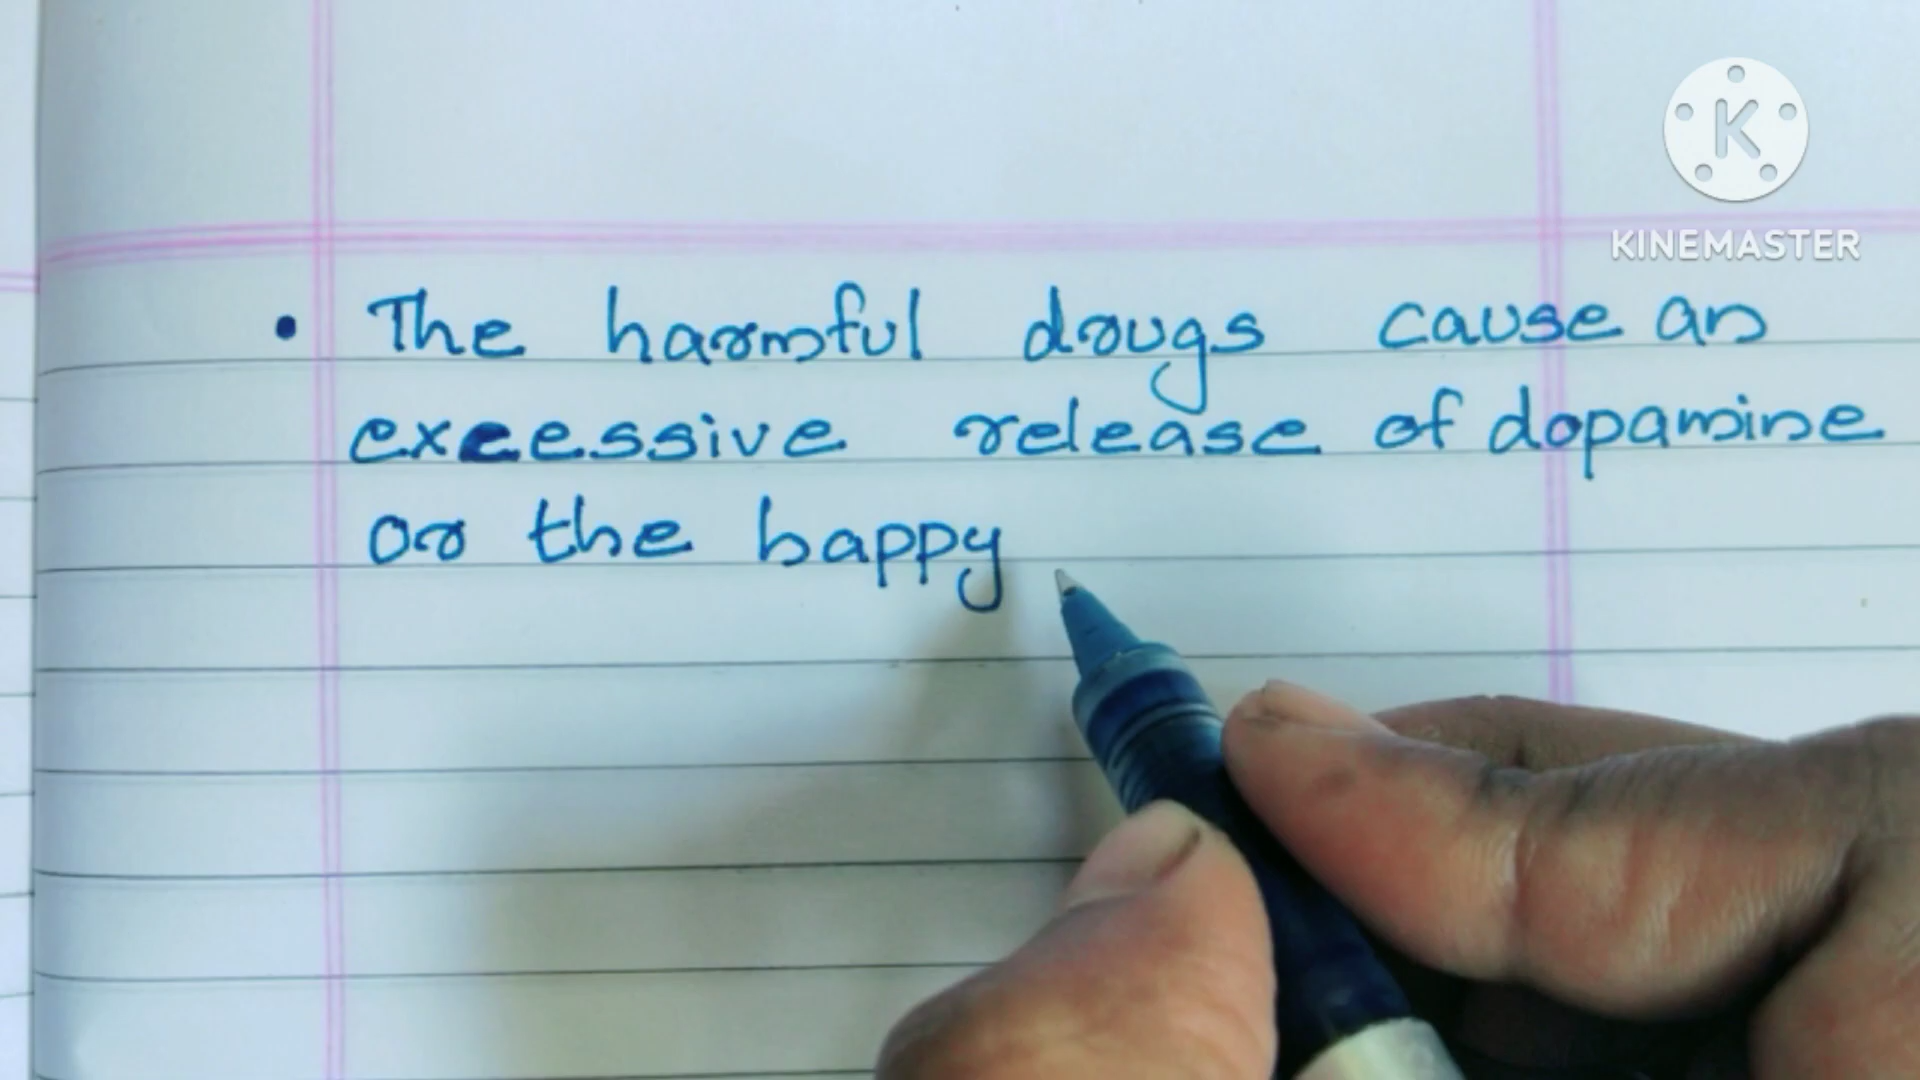 K
KINEMASTER
• The harmful drugs cause an
excessive release of dopamine
or the happy